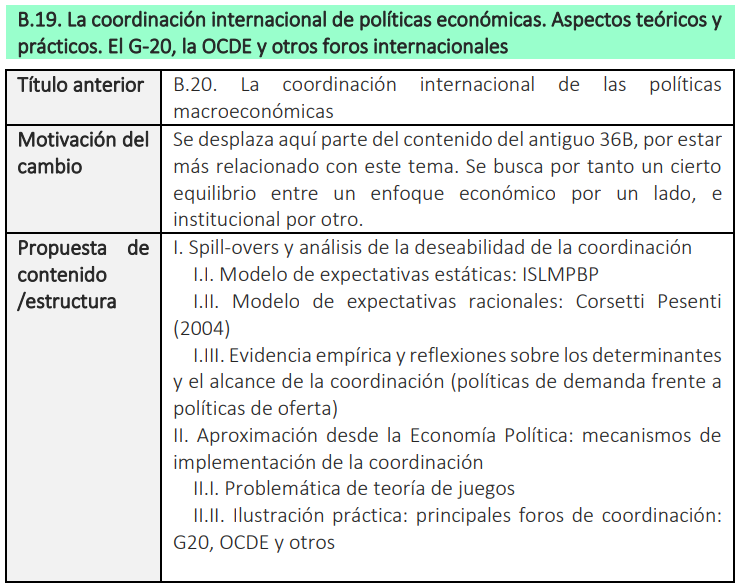 B.19. La coordinación internacional de políticas económicas. Aspectos teóricos y
prácticos. El G-20, la OCDE y otros foros internacionales
Título anterior
B.20. La coordinación internacional de las políticas
macroeconómicas
Motivación del
cambio
Se desplaza aquí parte del contenido del antiguo 36B, por estar
más relacionado con este tema. Se busca por tanto un cierto
equilibrio entre un enfoque económico por un lado, e
institucional por otro.
Propuesta de
contenido
/estructura
I. Spill-overs y análisis de la deseabilidad de la coordinación
I.I. Modelo de expectativas estáticas: ISLMPBP
I.II. Modelo de expectativas racionales: Corsetti Pesenti
(2004)
I.III. Evidencia empírica y reflexiones sobre los determinantes
y el alcance de la coordinación (políticas de demanda frente a
políticas de oferta)
II. Aproximación desde la Economía Política: mecanismos de
implementación de la coordinación
II.I. Problemática de teoría de juegos
II.II. Ilustración práctica: principales foros de coordinación:
G20, OCDE y otros